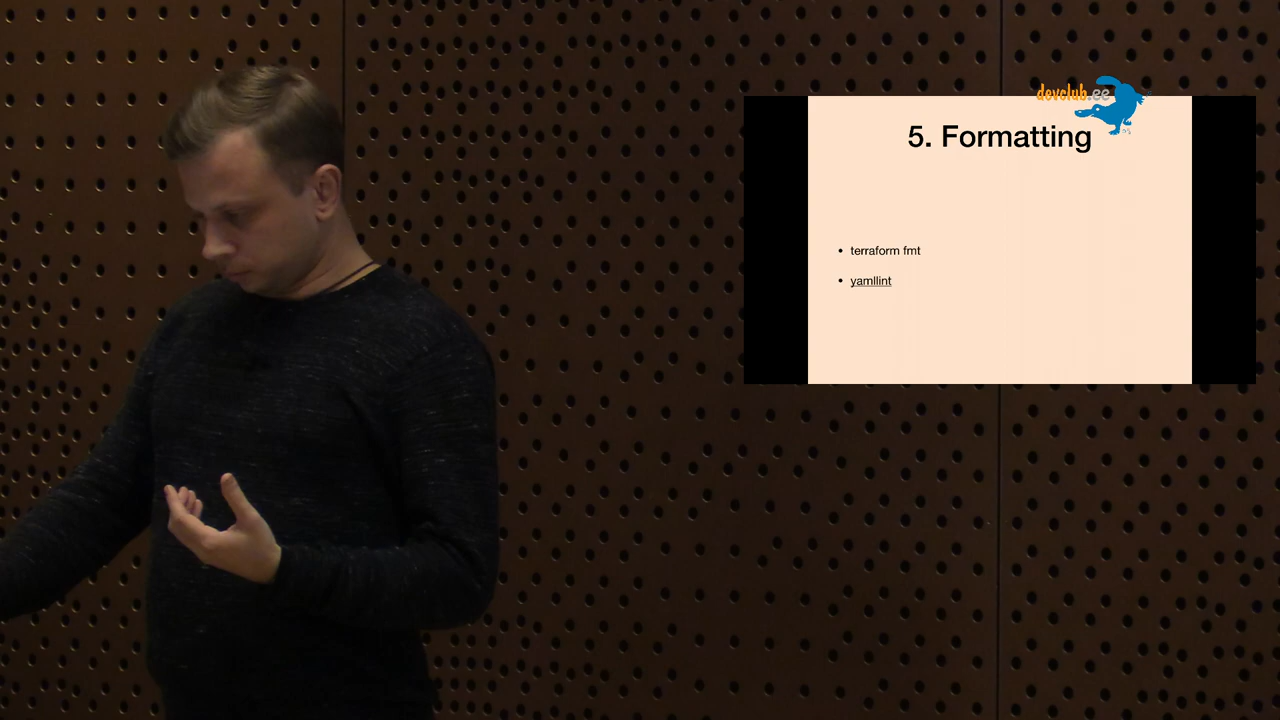 devclub.ee
5. Formatting
• terraform fmt
• yamllint